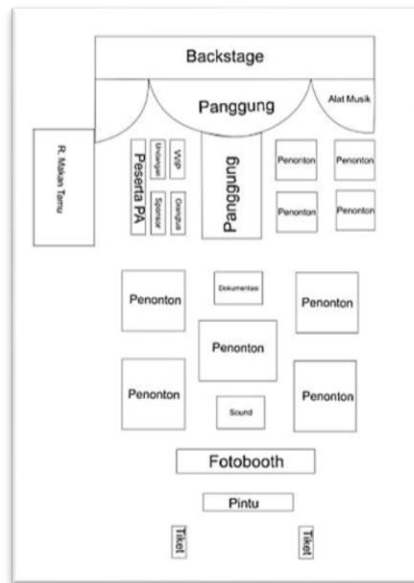 Backstage
Panggung
Alat Musik
R. Makan Tamu
Peserta PA
Undangan
VVIP
Sponsor
Orangtua
Panggung
Penonton
Penonton
Penonton
Penonton
Penonton
Dokumentasi
Penonton
Penonton
Penonton
Penonton
Sound
Fotobooth
Pintu
Tiket
Tiket